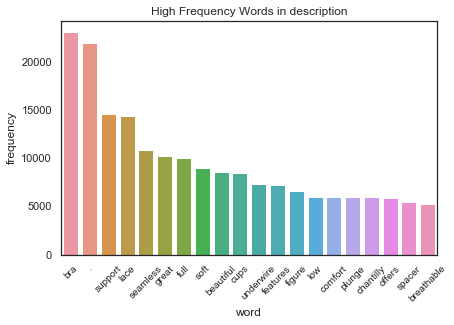 High Frequency Words in description
frequency
20000
15000
10000
5000
0
bra
.
support
lace
seamless
great
full
soft
beautiful
cups
underwire
features
figure
low
comfort
plunge
chantilly
offers
spacer
breathable
word